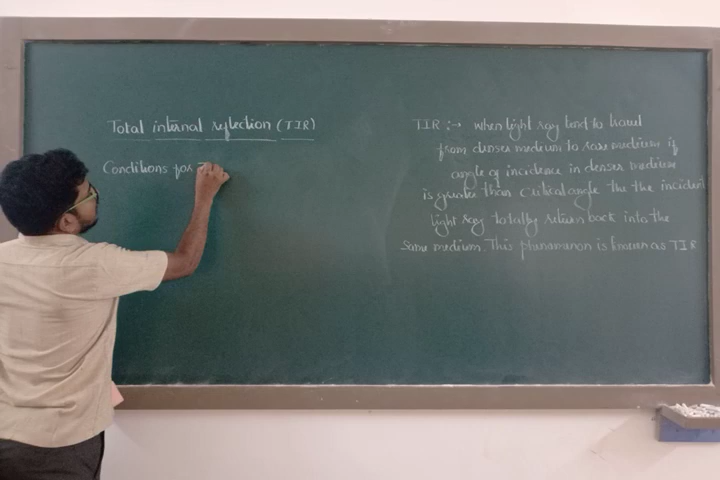 Total internal reflection (TIR)
Conditions for T
TIR :→ when light ray tend to travel
from denser medium to rare medium if
angle of incidence in denser medium
is greater than critical angle the the incident
light ray totally return back into the
same medium. This phenamanon is known as TIR